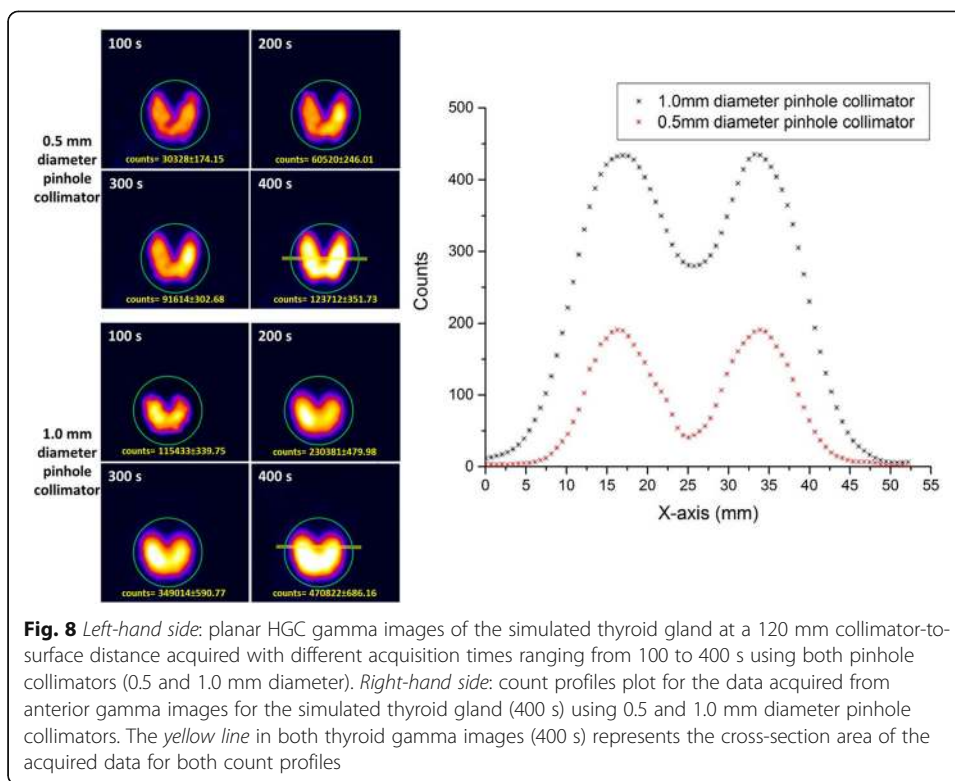 100 s
200 s
0.5 mm
diameter
pinhole
collimator
counts= 30328±174.15
counts= 60520±246.01
300 s
400 s
counts= 91614±302.68
counts= 123712±351.73
100 s
200 s
1.0 mm
diameter
pinhole
collimator
counts= 115433±339.75
counts= 230381±479.98
300 s
400 s
counts= 349014±590.77
counts= 470822±686.16
1.0mm diameter pinhole collimator
0.5mm diameter pinhole collimator
500
400
300
200
100
0
Counts
0 5 10 15 20 25 30 35 40 45 50 55
X-axis (mm)
Fig. 8 Left-hand side: planar HGC gamma images of the simulated thyroid gland at a 120 mm collimator-to-
surface distance acquired with different acquisition times ranging from 100 to 400 s using both pinhole
collimators (0.5 and 1.0 mm diameter). Right-hand side: count profiles plot for the data acquired from
anterior gamma images for the simulated thyroid gland (400 s) using 0.5 and 1.0 mm diameter pinhole
collimators. The yellow line in both thyroid gamma images (400 s) represents the cross-section area of the
acquired data for both count profiles